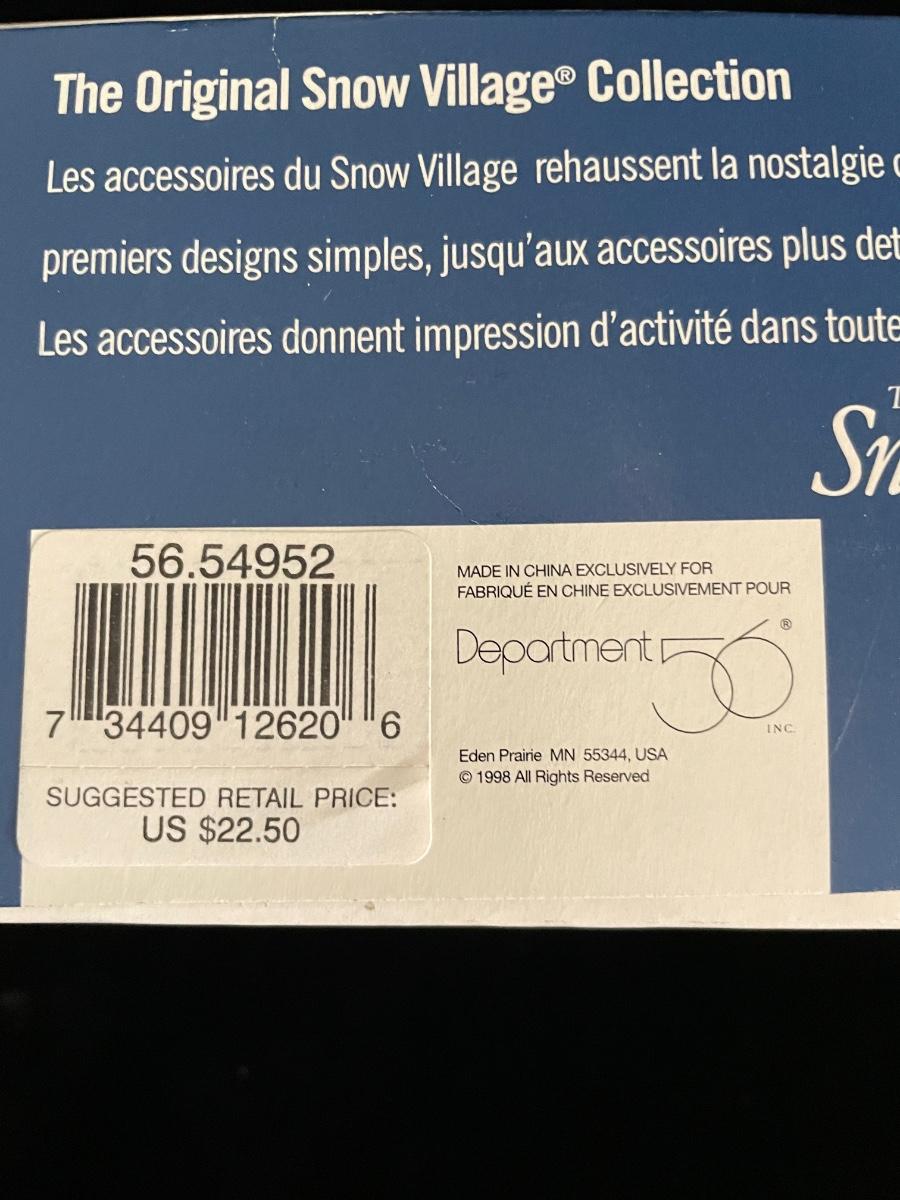 The Original Snow Village® Collection
Les accessoires du Snow Village rehaussent la nostalgie
premiers designs simples, jusqu'aux accessoires plus
Les accessoires donnent impression d'activité dans
56.54952
7 34409 12620 6
SUGGESTED RETAIL PRICE:
US $22.50
MADE IN CHINA EXCLUSIVELY FOR
FABRIQUÉ EN CHINE EXCLUSIVEMENT POUR
Department 56®
INC.
Eden Prairie MN 55344, USA
© 1998 All Rights Reserved